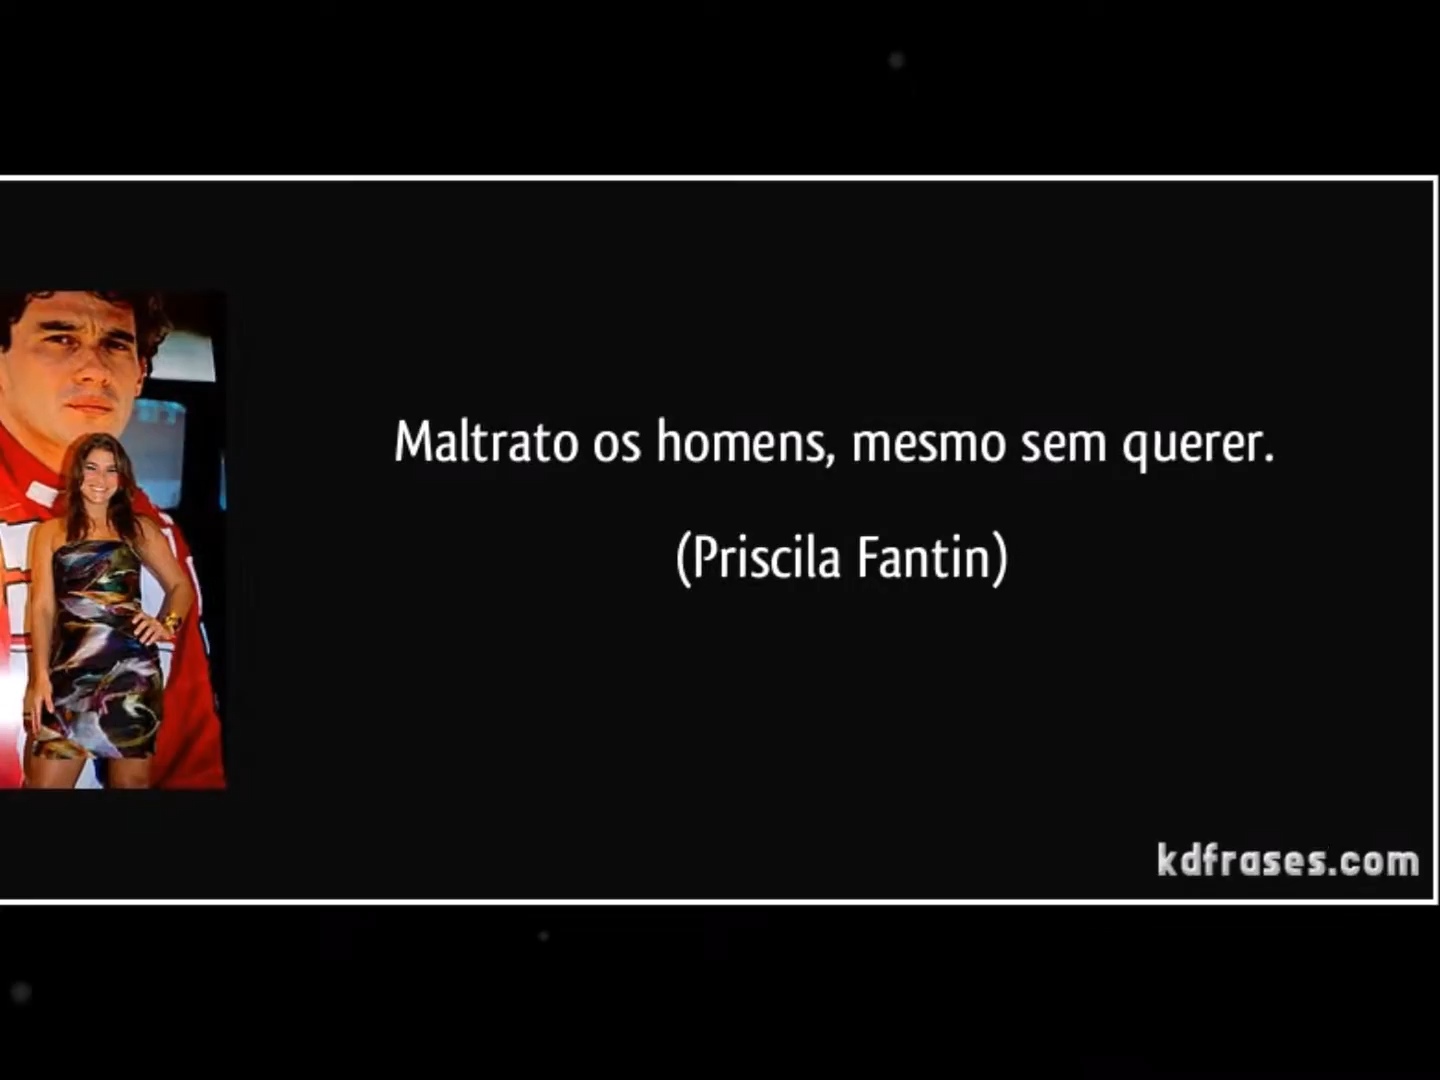 Maltrato os homens, mesmo sem querer.
(Priscila Fantin)
kdfrases.com